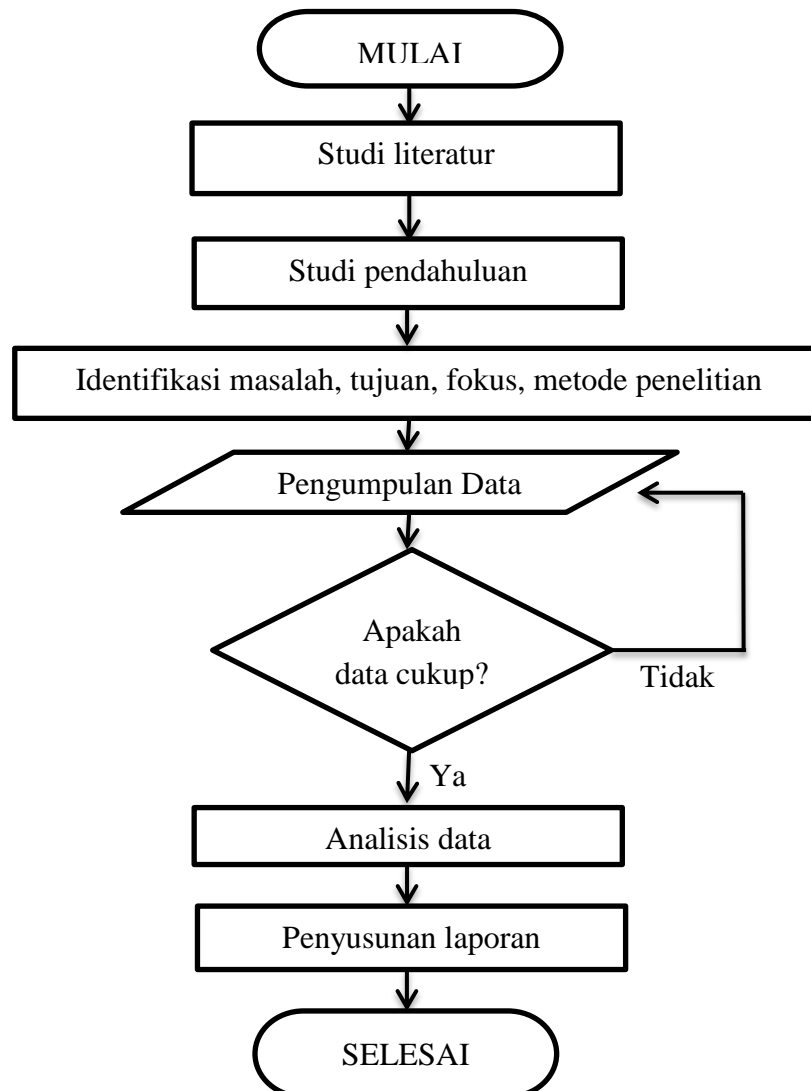 MULAI
Studi literatur
Studi pendahuluan
Identifikasi masalah, tujuan, fokus, metode penelitian
Pengumpulan Data
Apakah
data cukup?
Tidak
Ya
Analisis data
Penyusunan laporan
SELESAI